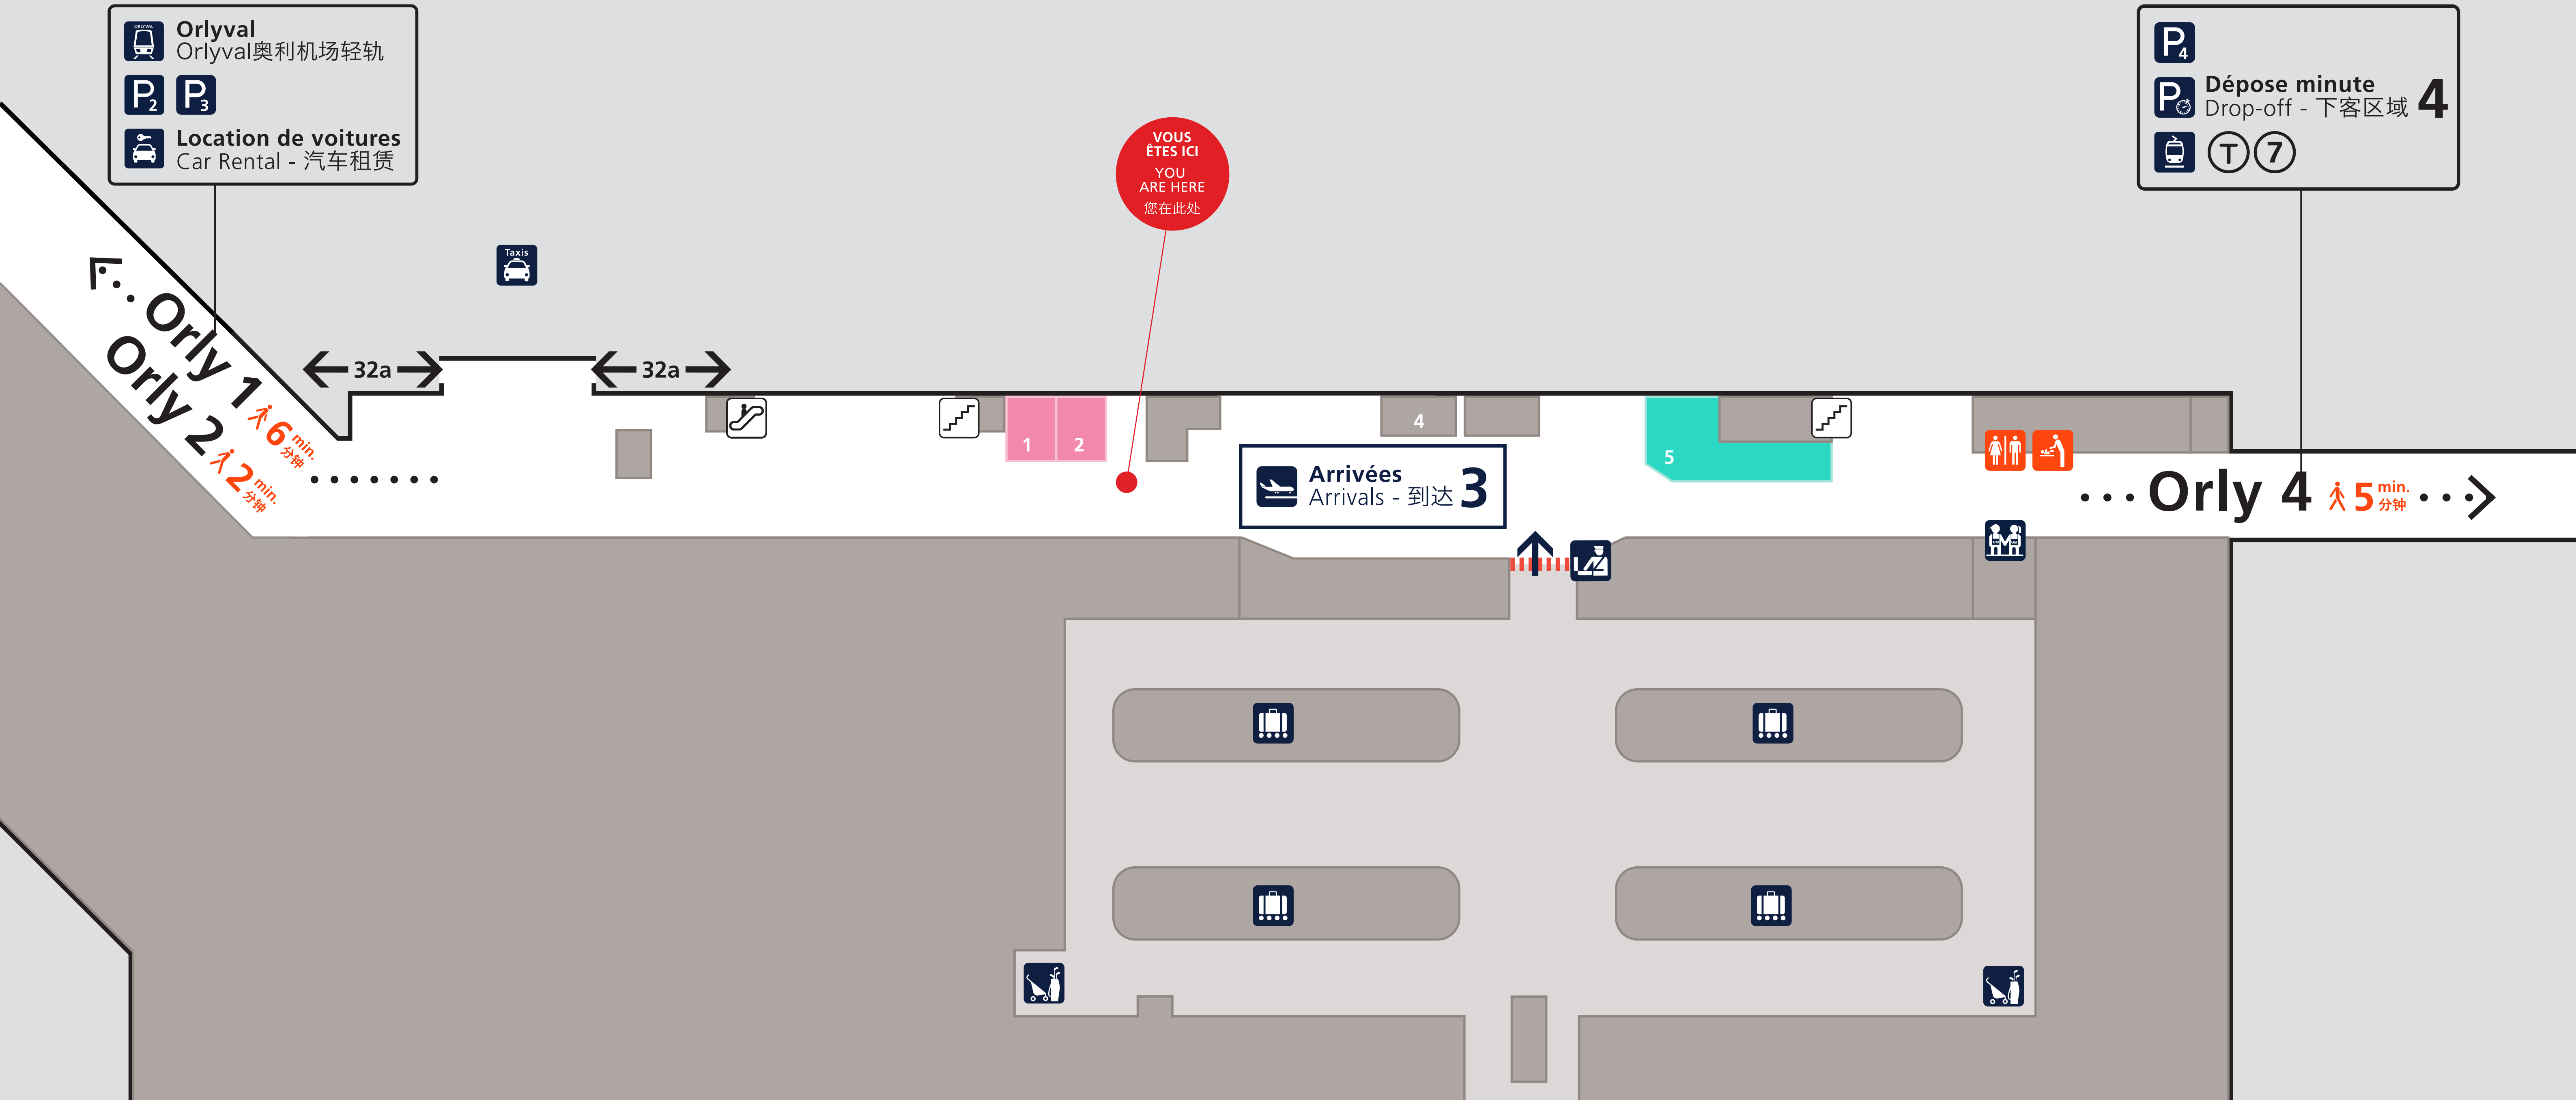 ORLYVAL
Orlyval
Orlyval奥利机场轻轨
P2 P3
Location de voitures
Car Rental - 汽车租赁
VOUS
ÊTES ICI
YOU
ARE HERE
您在此处
P4
P
Dépose minute
Drop-off - 下客区域
4
T 7
Taxis
Orly 1
6 min.
分钟
Orly 2
2 min.
分钟
32a
32a
1
2
4
5
Arrivées
Arrivals - 到达
3
Orly 4
5 min.
分钟